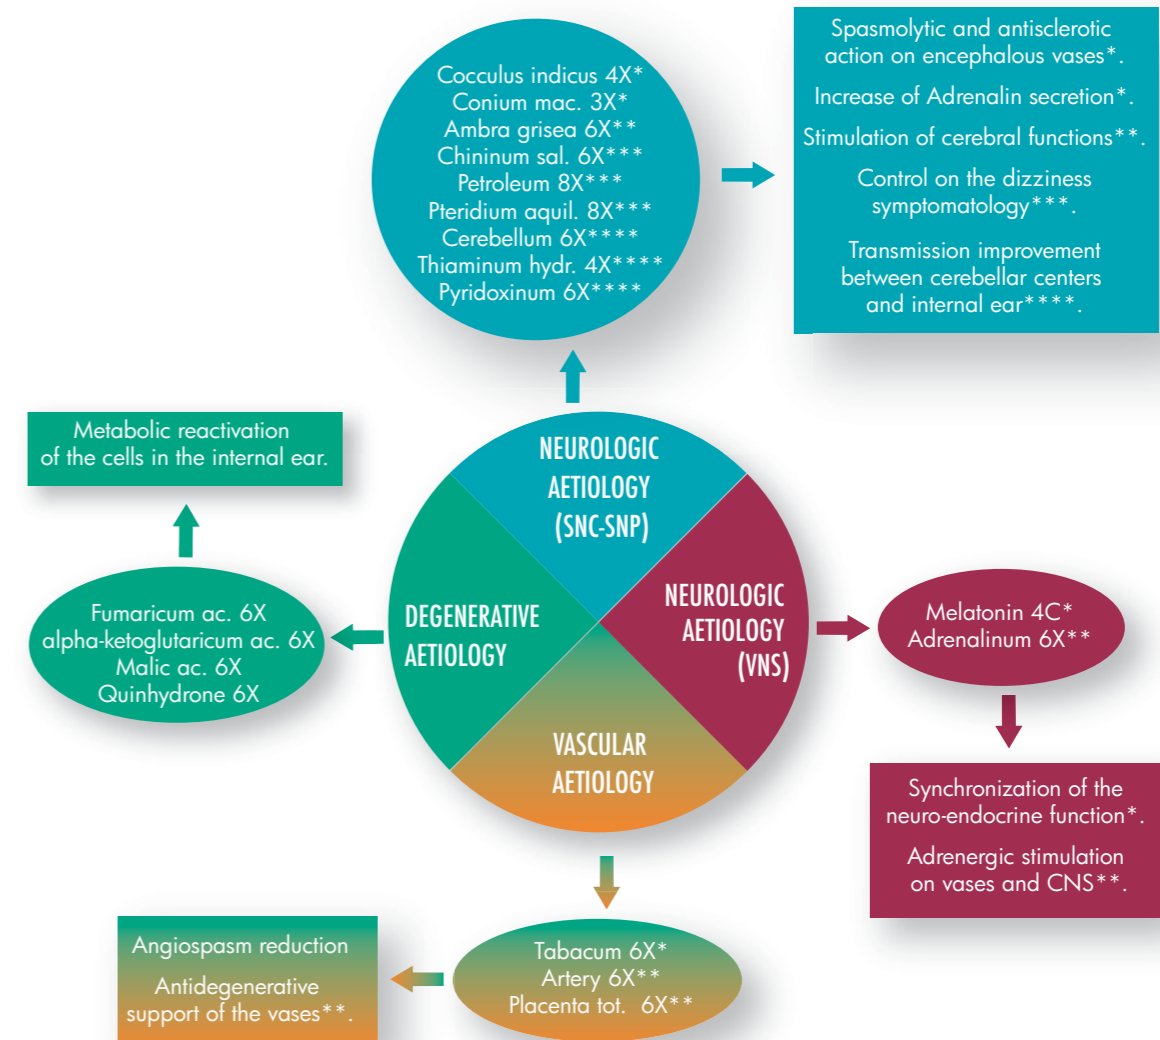 Cocculus indicus 4X*
Conium mac. 3X*
Ambra grisea 6X**
Chininum sal. 6X***
Petroleum 8X***
Pteridium aquil. 8X***
Cerebellum 6X****
Thiaminum hydr. 4X****
Pyridoxinum 6X****
Spasmolytic and antisclerotic
action on encephalous vases*.
Increase of Adrenalin secretion*.
Stimulation of cerebral functions**.
Control on the dizziness
symptomatology***.
Transmission improvement
between cerebellar centers
and internal ear****.
Metabolic reactivation
of the cells in the internal ear.
Fumaricum ac. 6X
alpha-ketoglutaricum ac. 6X
Malic ac. 6X
Quinhydrone 6X
NEUROLOGIC
AETIOLOGY
(SNC-SNP)
DEGENERATIVE
AETIOLOGY
NEUROLOGIC
AETIOLOGY
(VNS)
VASCULAR
AETIOLOGY
Melatonin 4C*
Adrenalinum 6X**
Synchronization of the
neuro-endocrine function*.
Adrenergic stimulation
on vases and CNS**.
Angiospasm reduction
Antidegenerative
support of the vases**.
Tabacum 6X*
Artery 6X**
Placenta tot. 6X**